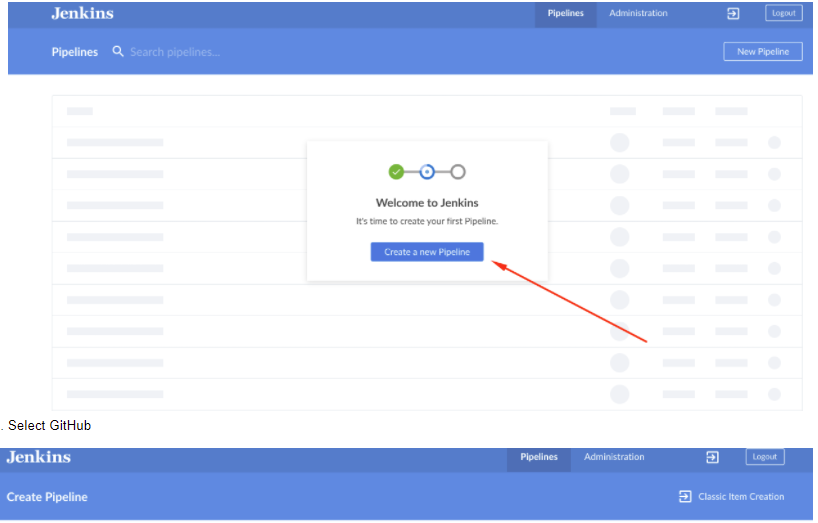 Jenkins Pipelines Administration Logout
Pipelines Search pipelines... New Pipeline
Welcome to Jenkins
It's time to create your first Pipeline.
Create a new Pipeline
. Select GitHub
Jenkins Pipelines Administration Logout
Create Pipeline Classic Item Creation